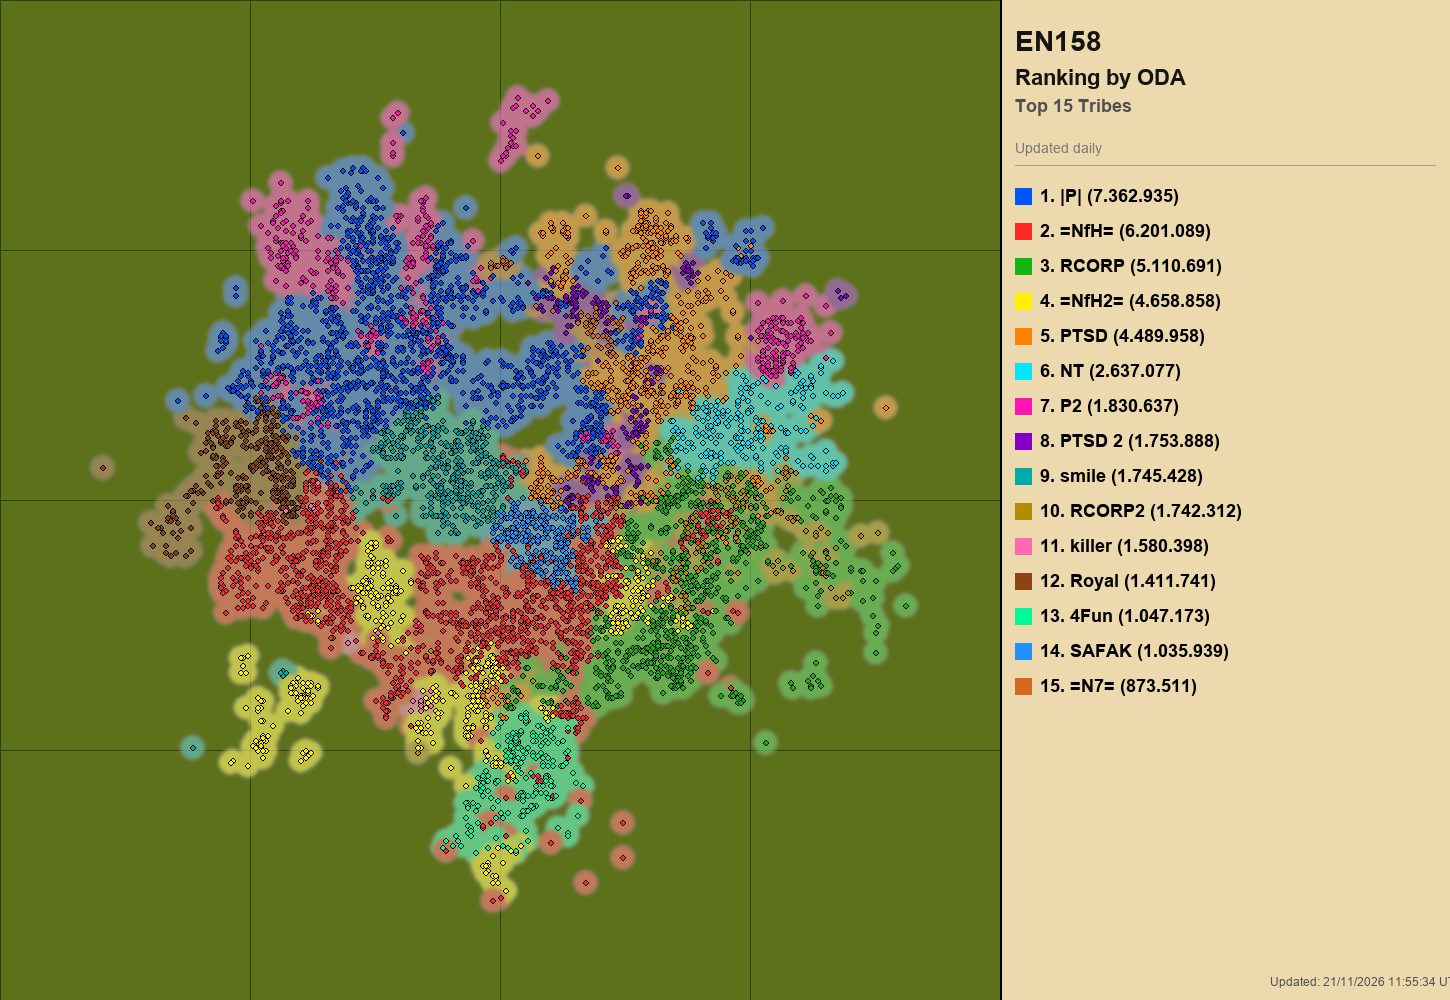 EN158
Ranking by ODA
Top 15 Tribes
Updated daily
1. |P| (7.362.935)
2. =NfH= (6.201.089)
3. RCORP (5.110.691)
4. =NfH2= (4.658.858)
5. PTSD (4.489.958)
6. NT (2.637.077)
7. P2 (1.830.637)
8. PTSD 2 (1.753.888)
9. smile (1.745.428)
10. RCORP2 (1.742.312)
11. killer (1.580.398)
12. Royal (1.411.741)
13. 4Fun (1.047.173)
14. SAFAK (1.035.939)
15. =N7= (873.511)
Updated: 21/11/2026 11:55:34 U